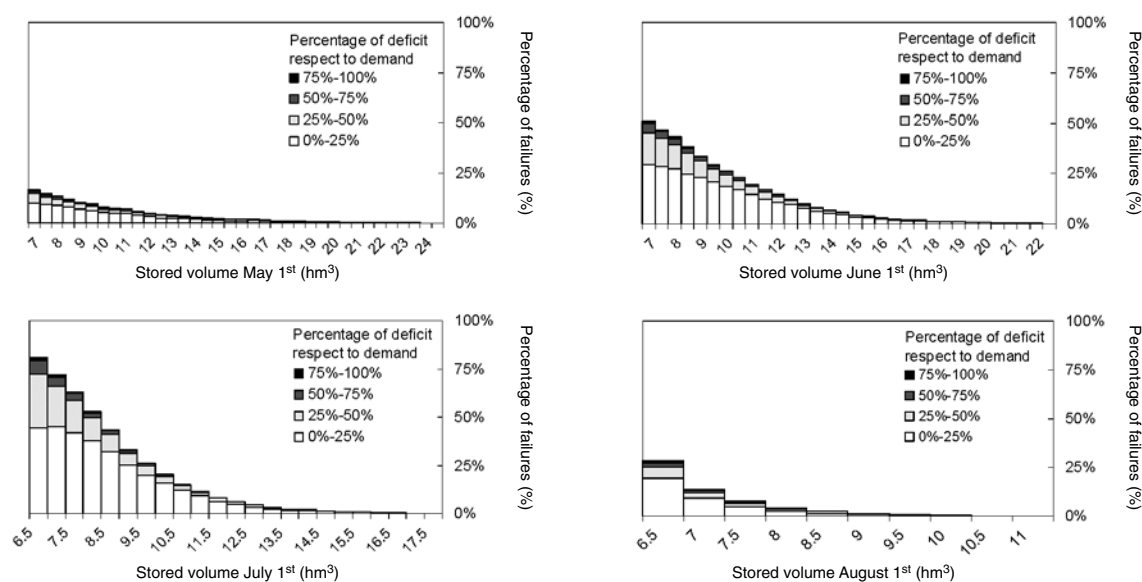 100%
75%
50%
25%
0%
Percentage of failures (%)
Percentage of deficit
respect to demand
75%-100%
50%-75%
25%-50%
0%-25%
7 8 9 10 11 12 13 14 15 16 17 18 19 20 21 22 23 24
Stored volume May 1st (hm³)
100%
75%
50%
25%
0%
Percentage of failures (%)
Percentage of deficit
respect to demand
75%-100%
50%-75%
25%-50%
0%-25%
7 8 9 10 11 12 13 14 15 16 17 18 19 20 21 22
Stored volume June 1st (hm³)
100%
75%
50%
25%
0%
Percentage of failures (%)
Percentage of deficit
respect to demand
75%-100%
50%-75%
25%-50%
0%-25%
6.5 7.5 8.5 9.5 10.5 11.5 12.5 13.5 14.5 15.5 16.5 17.5
Stored volume July 1st (hm³)
100%
75%
50%
25%
0%
Percentage of failures (%)
Percentage of deficit
respect to demand
75%-100%
50%-75%
25%-50%
0%-25%
6.5 7 7.5 8 8.5 9 9.5 10 10.5 11
Stored volume August 1st (hm³)